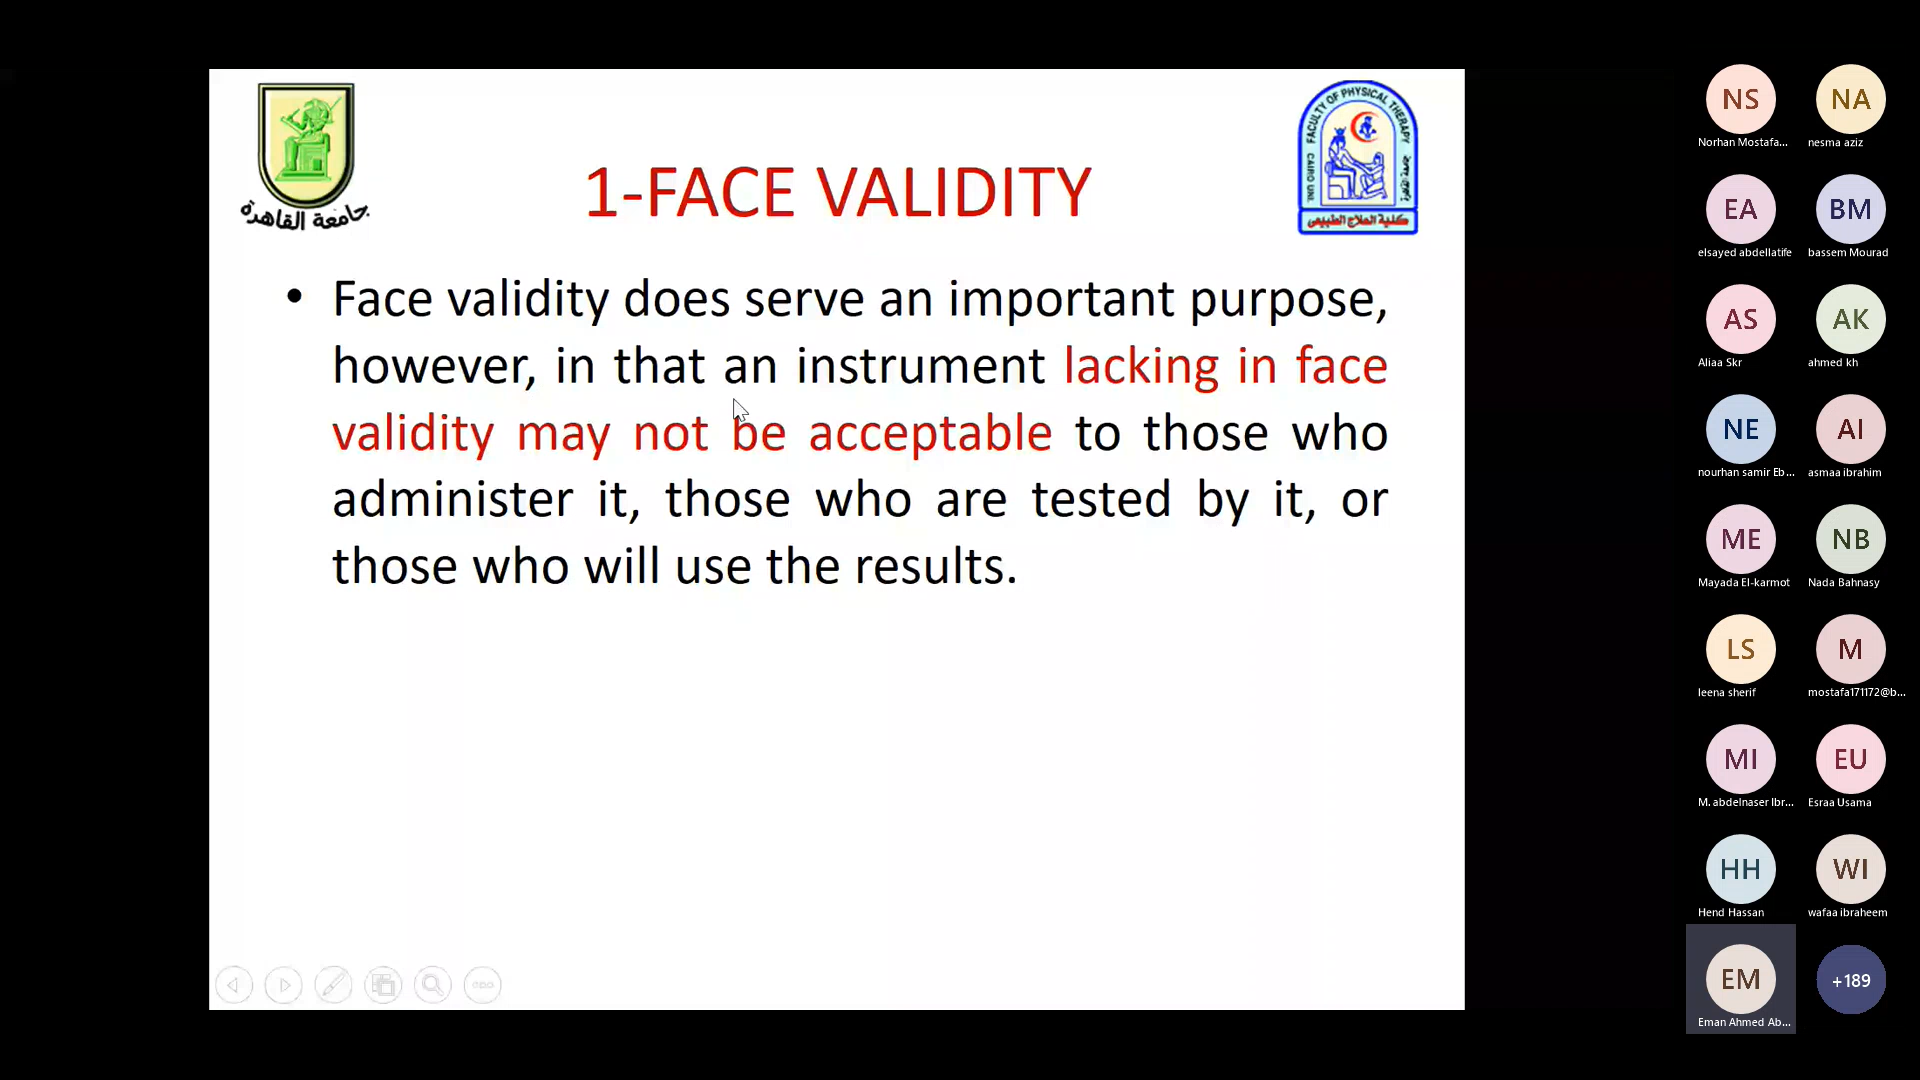 جامعة القاهرة
FACULTY OF PHYSICAL THERAPY
CAIRO UNI.
جامعة القاهرة
كلية العلاج الطبيعى
1-FACE VALIDITY
• Face validity does serve an important purpose,
however, in that an instrument lacking in face
validity may not be acceptable to those who
administer it, those who are tested by it, or
those who will use the results.
NS
NA
Norhan Mostafa...
nesma aziz
EA
BM
elsayed abdellatife
bassem Mourad
AS
AK
Aliaa Skr
ahmed kh
NE
AI
nourhan samir Eb...
asmaa ibrahim
ME
NB
Mayada El-karmot
Nada Bahnasy
LS
M
leena sherif
mostafa171172@b...
MI
EU
M. abdelnaser Ibr...
Esraa Usama
HH
WI
Hend Hassan
wafaa ibraheem
EM
+189
Eman Ahmed Ab...